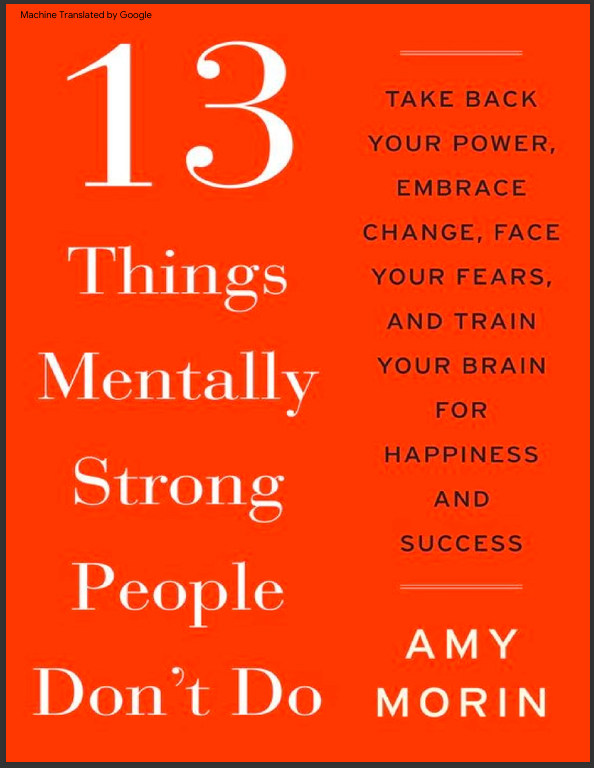 Machine Translated by Google
13
Things
Mentally
Strong
People
Don't Do
TAKE BACK
YOUR POWER,
EMBRACE
CHANGE, FACE
YOUR FEARS,
AND TRAIN
YOUR BRAIN
FOR
HAPPINESS
AND
SUCCESS
AMY
MORIN